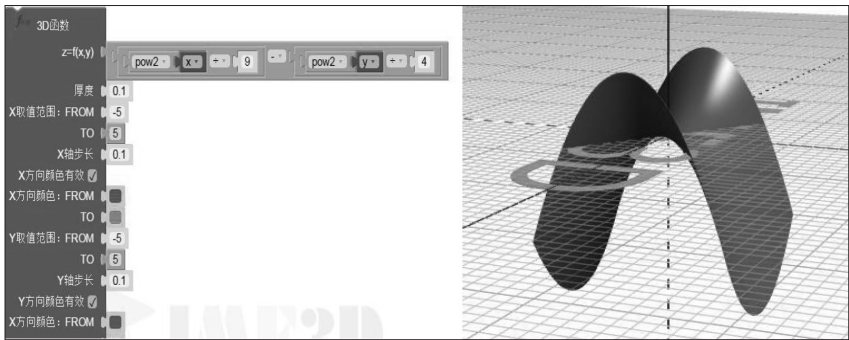 3D函数
z=f(x,y) pow2 x ÷ 9 - pow2 y ÷ 4
厚度 0.1
X取值范围：FROM -5
TO 5
X轴步长 0.1
X方向颜色有效
X方向颜色：FROM
TO
Y取值范围：FROM -5
TO 5
Y轴步长 0.1
Y方向颜色有效
X方向颜色：FROM